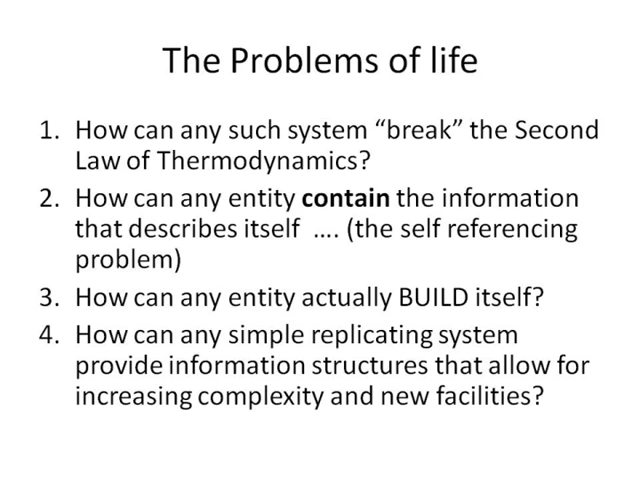 The Problems of life
1. How can any such system “break” the Second
Law of Thermodynamics?
2. How can any entity contain the information
that describes itself …. (the self referencing
problem)
3. How can any entity actually BUILD itself?
4. How can any simple replicating system
provide information structures that allow for
increasing complexity and new facilities?